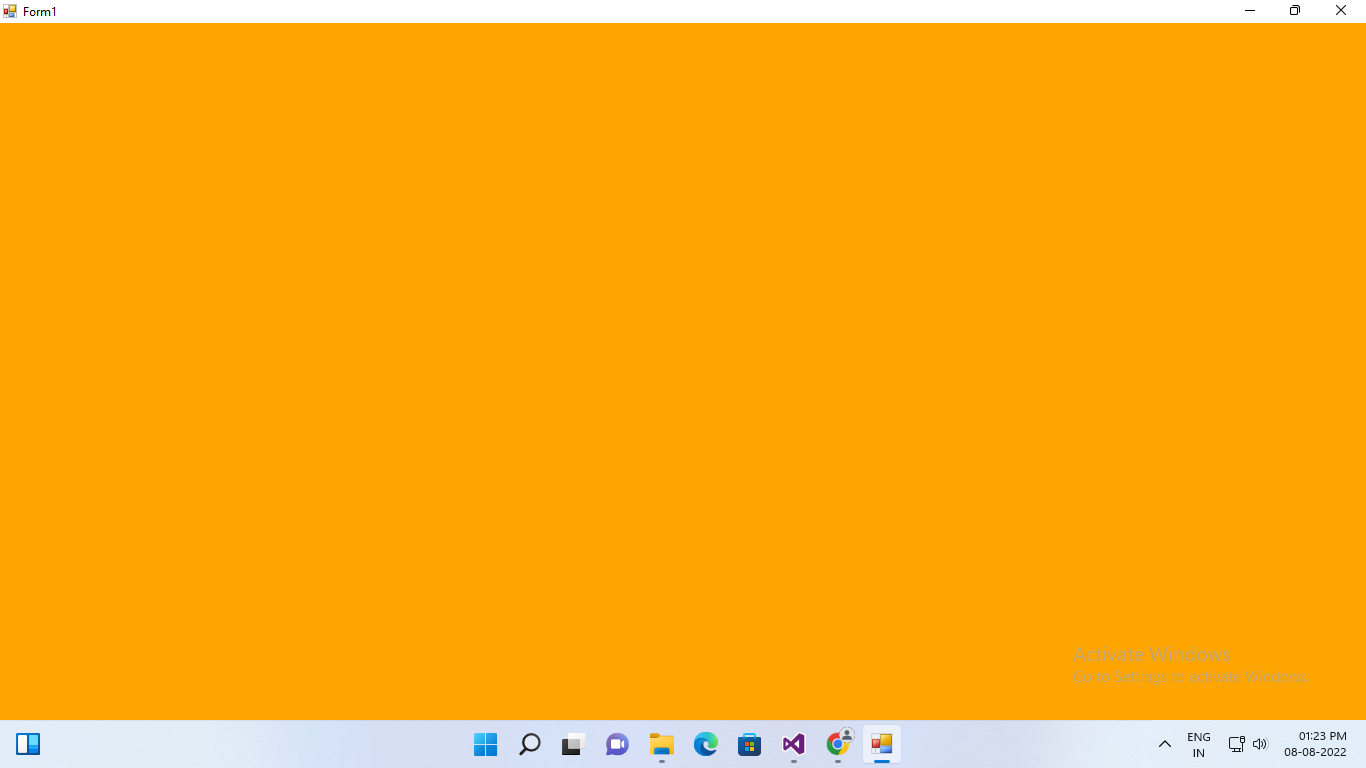 Form1
Activate Windows
Go to Settings to activate Windows.
ENG
IN
01:23 PM
08-08-2022